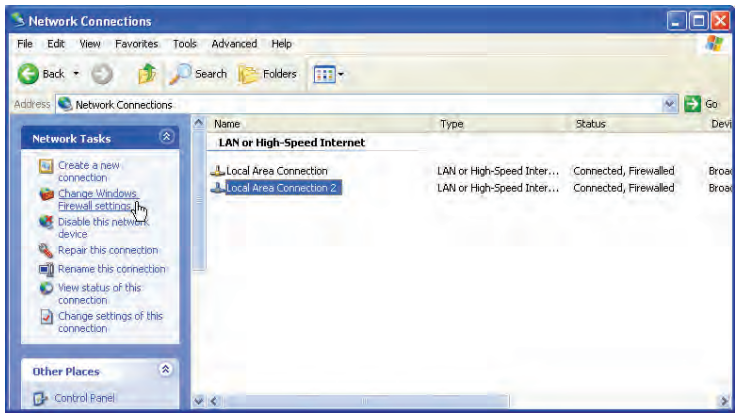 Network Connections
File Edit View Favorites Tools Advanced Help
Back Search Folders
Address Network Connections Go
Network Tasks
Create a new
connection
Change Windows
Firewall settings
Disable this network
device
Repair this connection
Rename this connection
View status of this
connection
Change settings of this
connection
Other Places
Control Panel
Name Type Status Devi
LAN or High-Speed Internet
Local Area Connection LAN or High-Speed Inter... Connected, Firewalled Broa
Local Area Connection 2 LAN or High-Speed Inter... Connected, Firewalled Broa